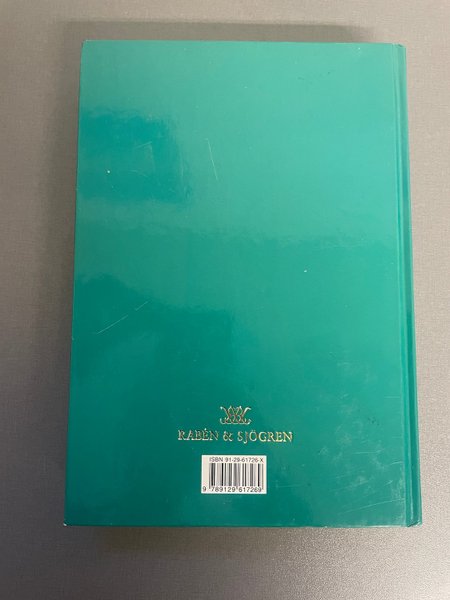 RABÉN & SJÖGREN
ISBN 91-29-61726-X
9 789129 617269